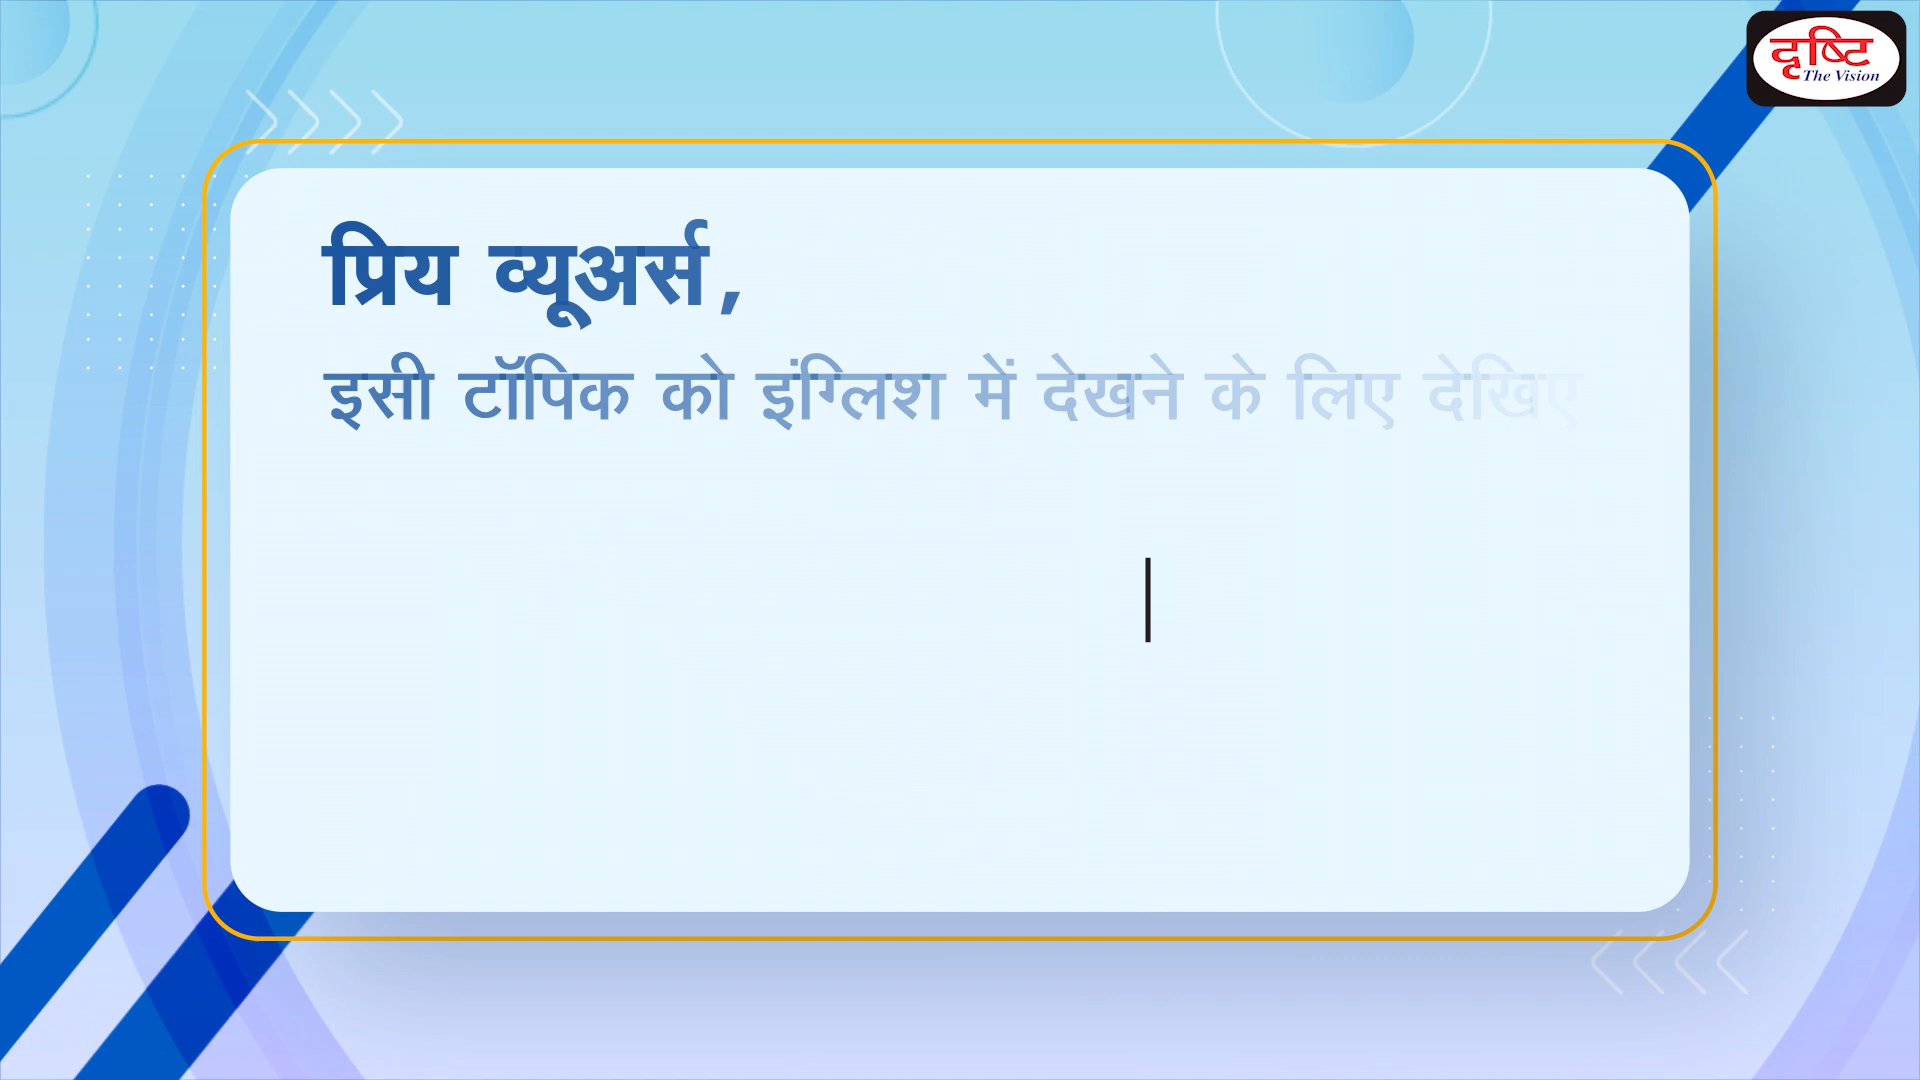 दृष्टि
The Vision
प्रिय व्यूअर्स,
इसी टॉपिक को इंग्लिश में देखने के लिए देखिए